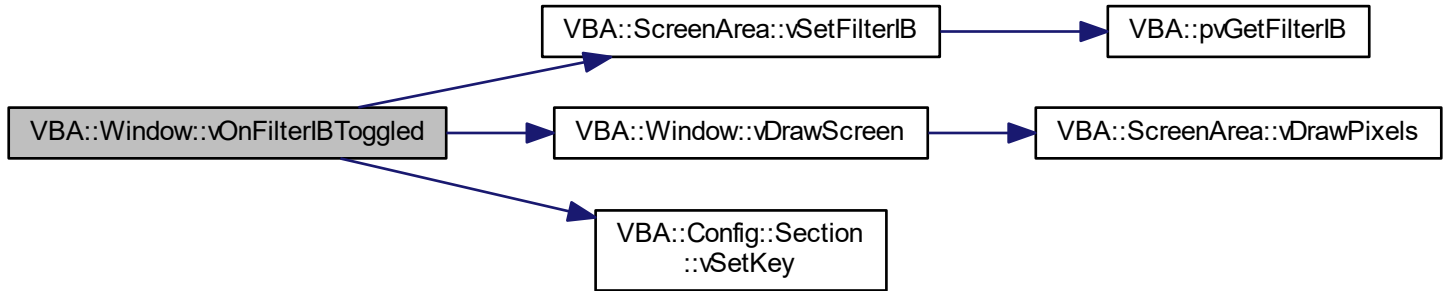 VBA::ScreenArea::vSetFilterIB
VBA::pvGetFilterIB
VBA::Window::vOnFilterIBToggled
VBA::Window::vDrawScreen
VBA::ScreenArea::vDrawPixels
VBA::Config::Section
::vSetKey